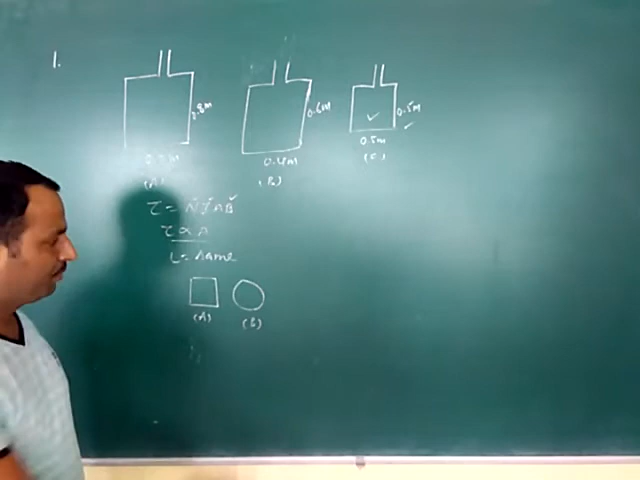 1.
0.8m
0.6m
0.5m
0.4m
0.5m
(A)
(B)
(C)
τ = NIAB
τ ∝ A
L = same
(A)
(B)